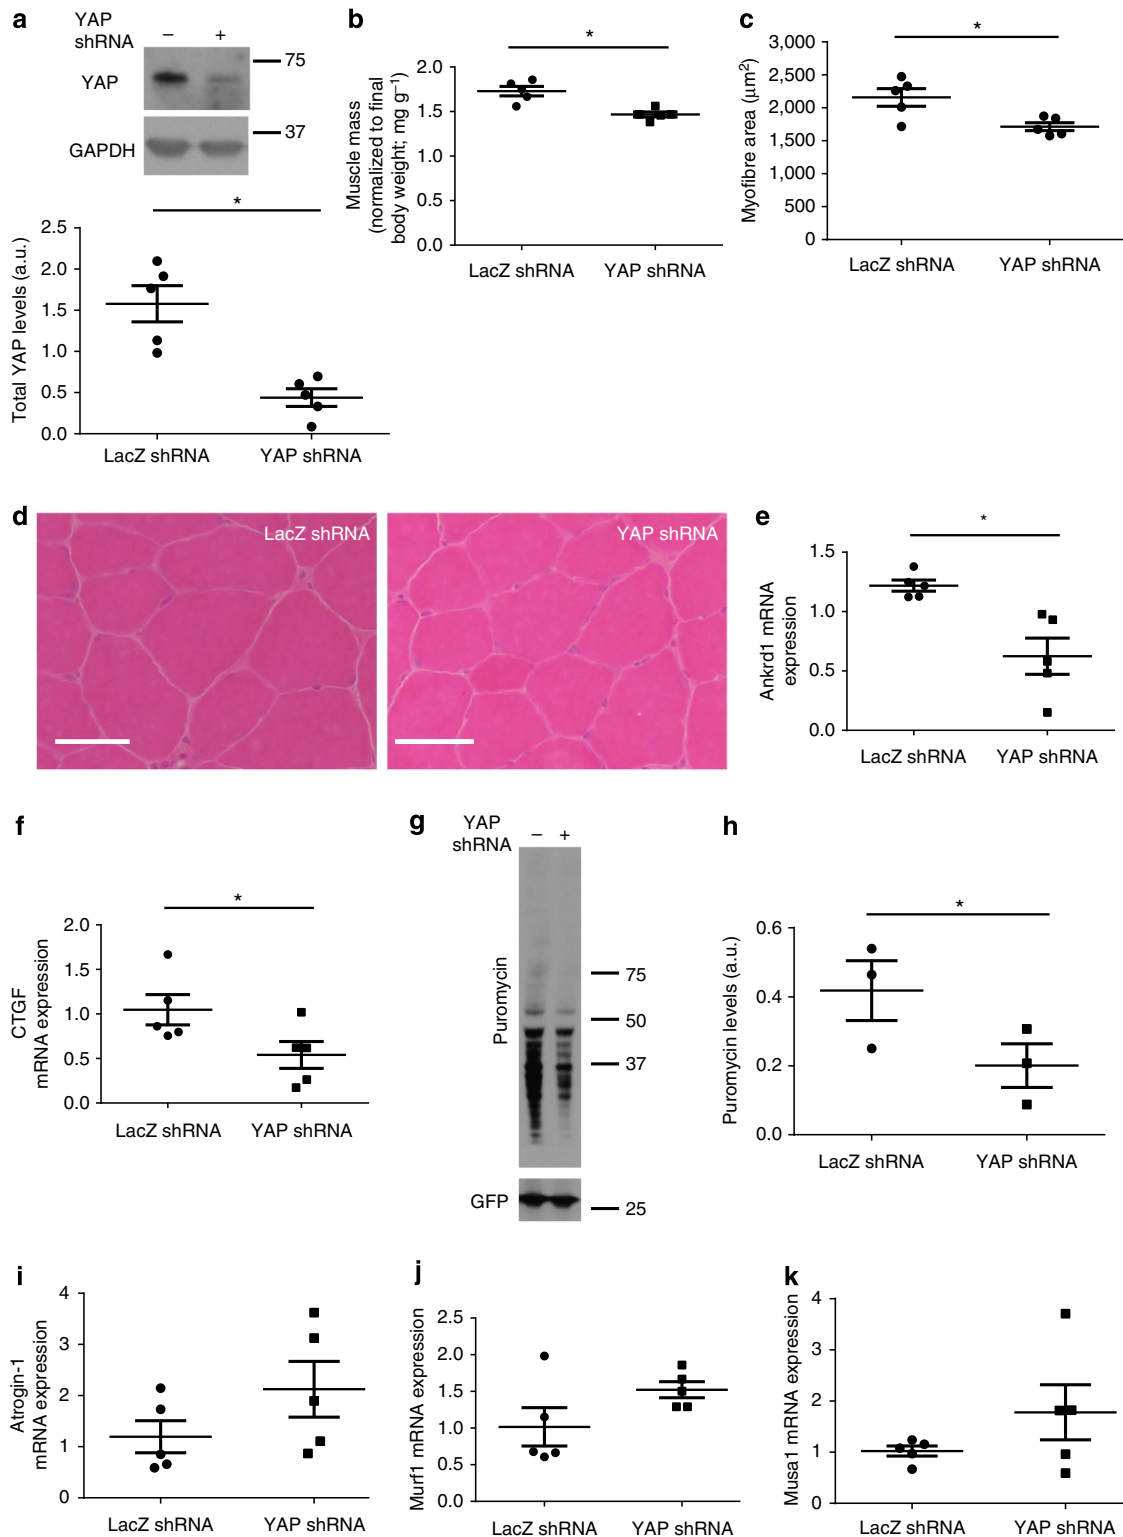 a
YAP
shRNA
– +
YAP
75
GAPDH
37
*
Total YAP levels (a.u.)
2.5
2.0
1.5
1.0
0.5
0.0
LacZ shRNA YAP shRNA
b
*
Muscle mass
(normalized to final
body weight; mg g⁻¹)
2.0
1.5
1.0
0.5
0.0
LacZ shRNA YAP shRNA
c
*
Myofibre area (μm²)
3,000
2,500
2,000
1,500
1,000
500
0
LacZ shRNA YAP shRNA
d
LacZ shRNA
YAP shRNA
e
*
Ankrd1 mRNA
expression
1.5
1.0
0.5
0.0
LacZ shRNA YAP shRNA
f
*
CTGF
mRNA expression
2.0
1.5
1.0
0.5
0.0
LacZ shRNA YAP shRNA
g
YAP
shRNA
– +
Puromycin
75
50
37
GFP
25
h
*
Puromycin levels (a.u.)
0.6
0.4
0.2
0.0
LacZ shRNA YAP shRNA
i
Atrogin-1
mRNA expression
4
3
2
1
0
LacZ shRNA YAP shRNA
j
Murf1 mRNA expression
2.5
2.0
1.5
1.0
0.5
0.0
LacZ shRNA YAP shRNA
k
Musa1 mRNA expression
4
3
2
1
0
LacZ shRNA YAP shRNA